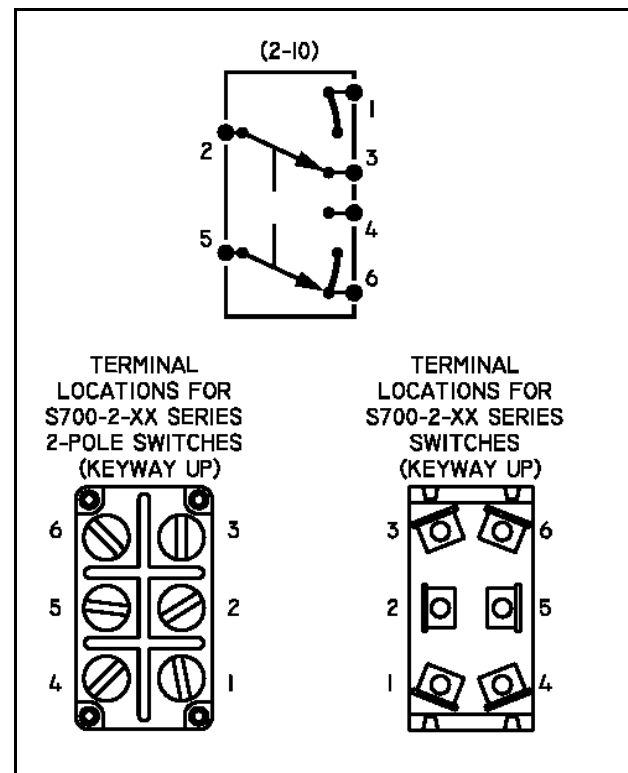 (2-10)
1
2
3
4
5
6
TERMINAL
LOCATIONS FOR
S700-2-XX SERIES
2-POLE SWITCHES
(KEYWAY UP)
6 3
5 2
4 1
TERMINAL
LOCATIONS FOR
S700-2-XX SERIES
SWITCHES
(KEYWAY UP)
3 6
2 5
1 4